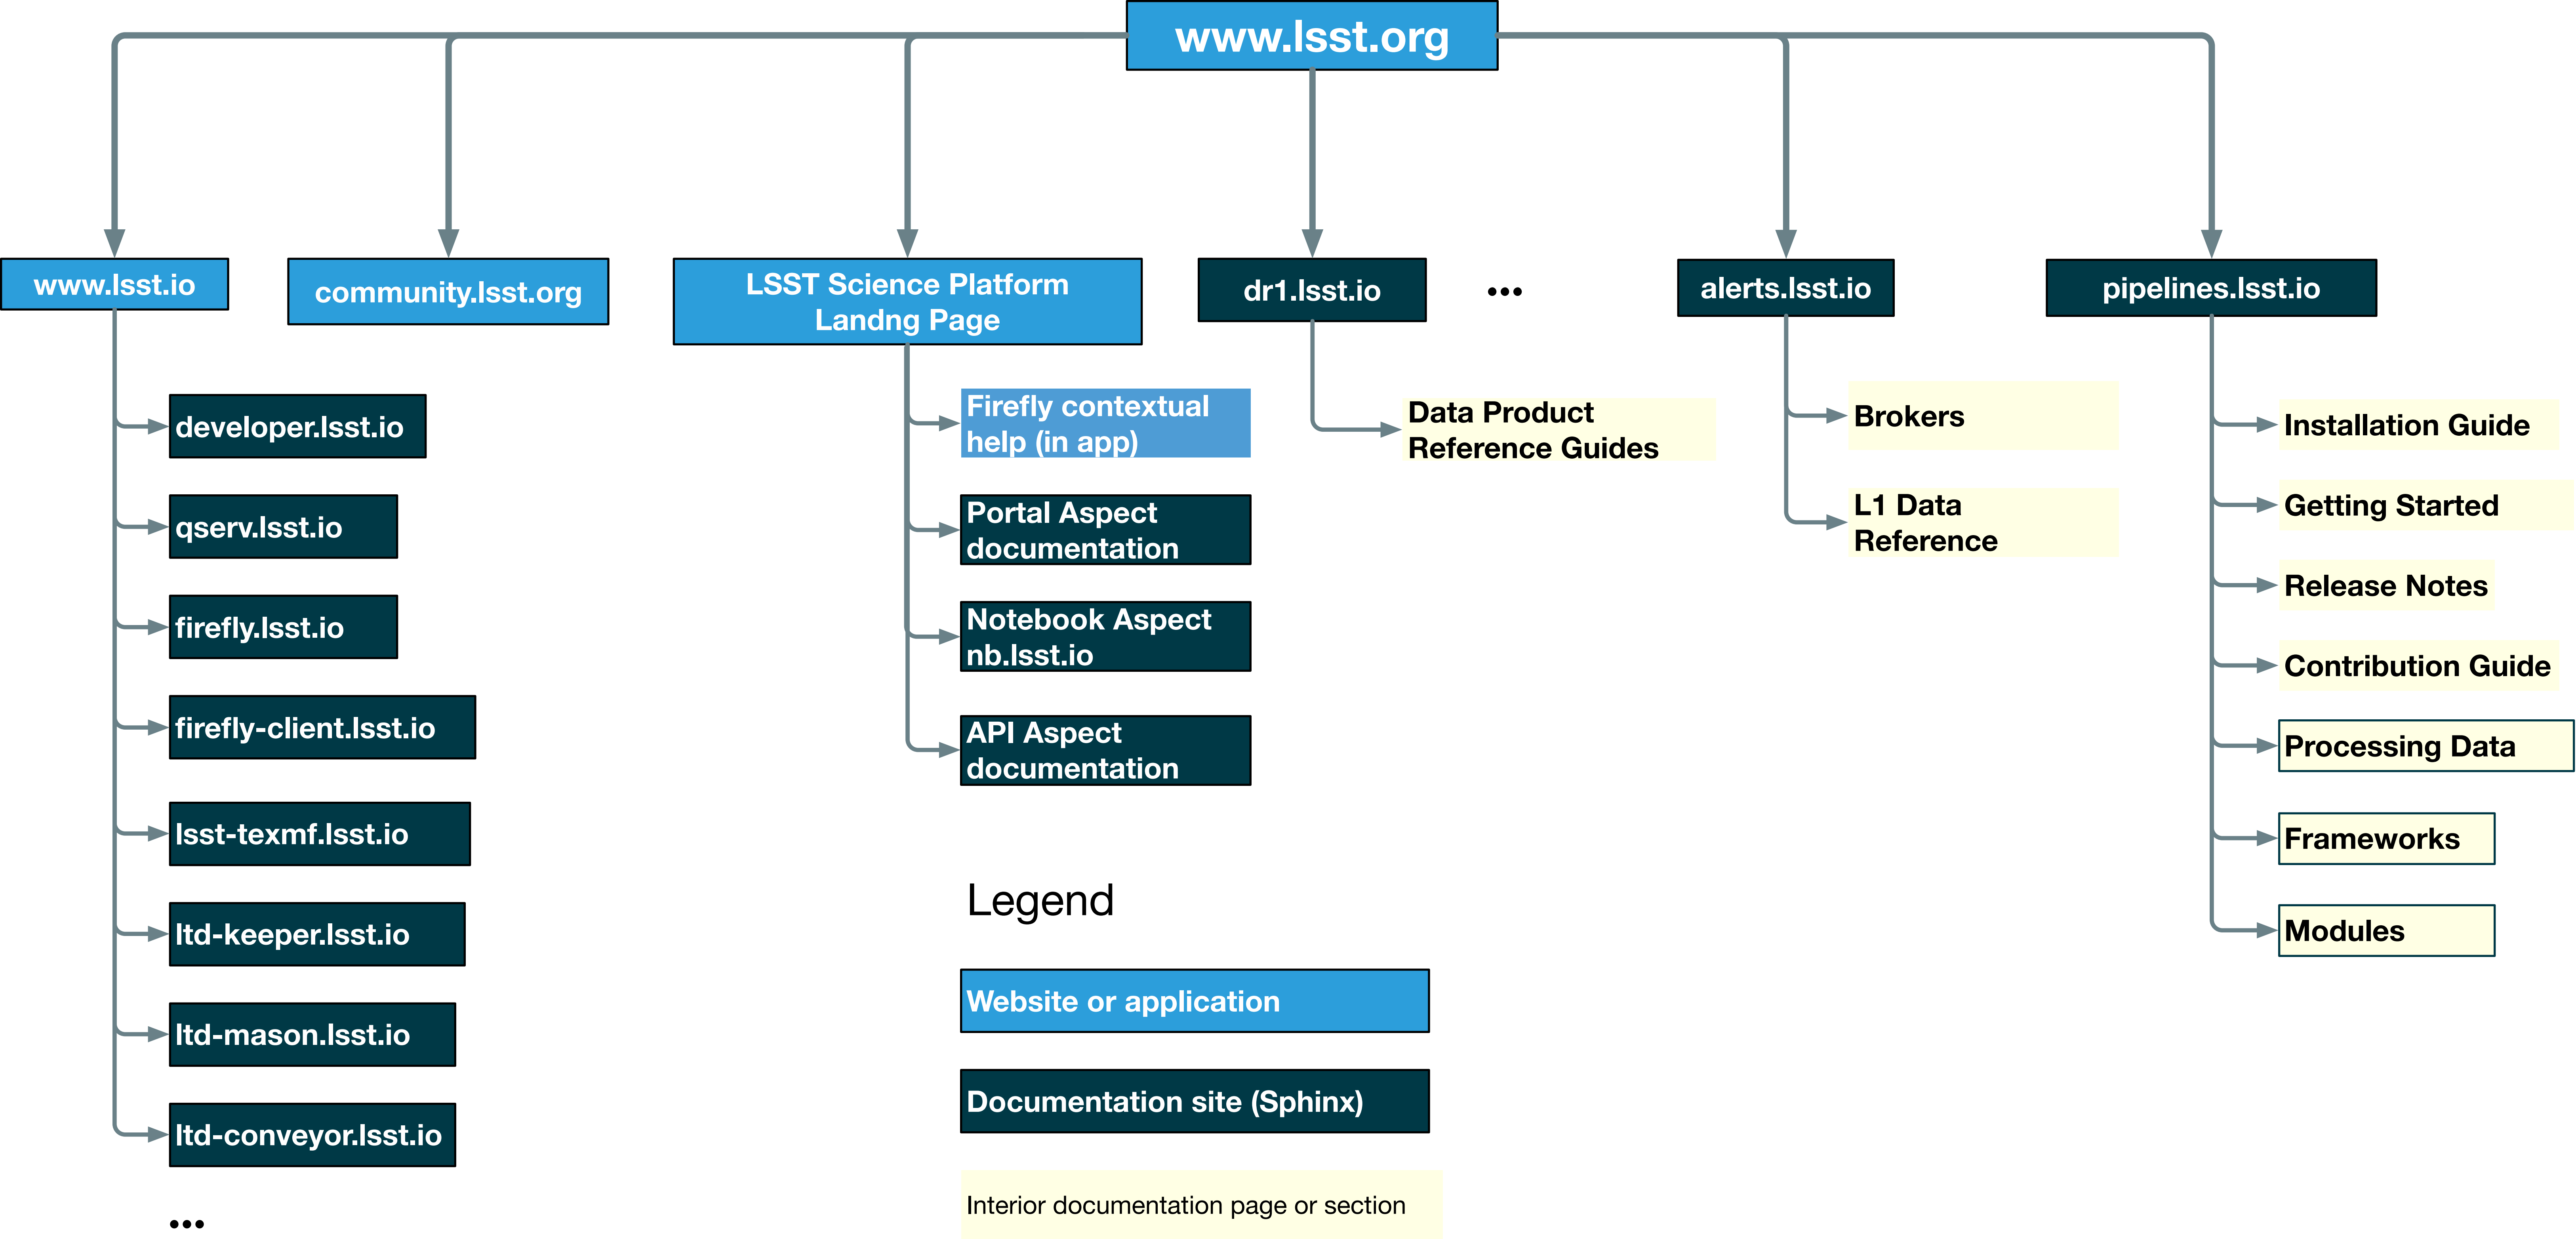 www.lsst.org
www.lsst.io
community.lsst.org
LSST Science Platform
Landng Page
dr1.lsst.io
...
alerts.lsst.io
pipelines.lsst.io
developer.lsst.io
qserv.lsst.io
firefly.lsst.io
firefly-client.lsst.io
lsst-texmf.lsst.io
ltd-keeper.lsst.io
ltd-mason.lsst.io
ltd-conveyor.lsst.io
...
Firefly contextual
help (in app)
Portal Aspect
documentation
Notebook Aspect
nb.lsst.io
API Aspect
documentation
Data Product
Reference Guides
Brokers
L1 Data
Reference
Installation Guide
Getting Started
Release Notes
Contribution Guide
Processing Data
Frameworks
Modules
Legend
Website or application
Documentation site (Sphinx)
Interior documentation page or section